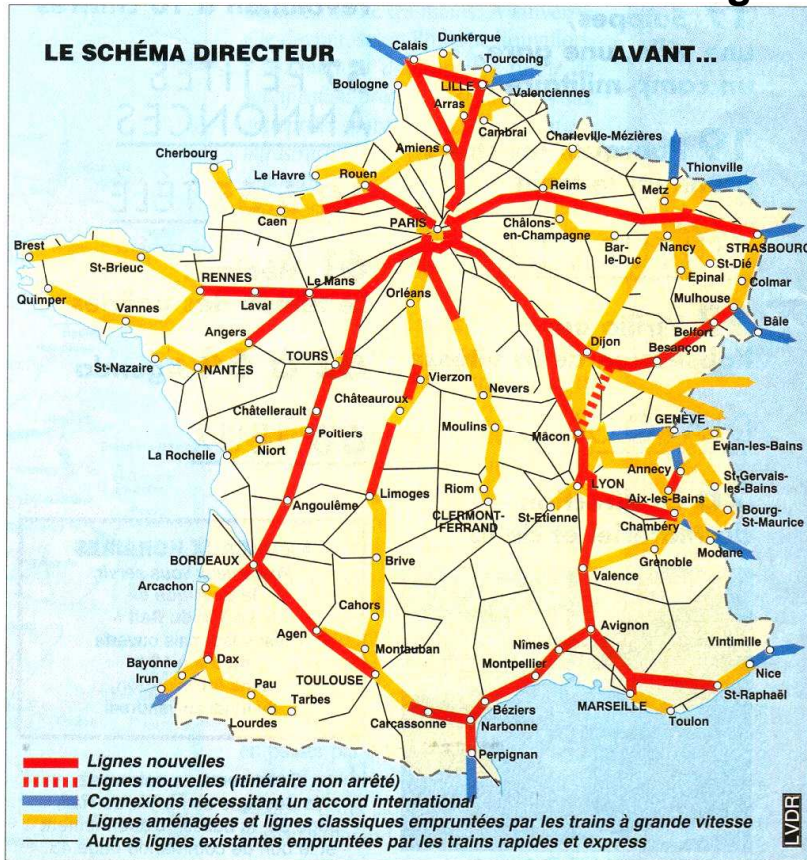 LE SCHÉMA DIRECTEUR
AVANT...
Dunkerque
Calais
Tourcoing
Boulogne
LILLE
Valenciennes
Arras
Cambrai
Charleville-Mézières
Cherbourg
Amiens
Thionville
Le Havre
Rouen
Reims
Metz
Caen
PARIS
Châlons-
en-Champagne
STRASBOURG
Brest
Bar-
le-Duc
Nancy
St-Dié
St-Brieuc
RENNES
Le Mans
Epinal
Colmar
Orléans
Quimper
Laval
Mulhouse
Vannes
Angers
Belfort
Bâle
Dijon
Besançon
St-Nazaire
NANTES
TOURS
Vierzon
Nevers
Châteauroux
Châtellerault
GENÈVE
Moulins
Mâcon
Evian-les-Bains
Poitiers
La Rochelle
Niort
Annecy
St-Gervais-
les-Bains
Riom
LYON
Aix-les-Bains
Limoges
Angoulême
CLERMONT-
FERRAND
St-Etienne
Chambéry
Bourg-
St-Maurice
Modane
Grenoble
BORDEAUX
Brive
Valence
Arcachon
Cahors
Agen
Avignon
Vintimille
Nîmes
Montauban
Montpellier
Bayonne
Irun
Dax
Nice
TOULOUSE
Pau
St-Raphaël
Béziers
MARSEILLE
Tarbes
Lourdes
Carcassonne
Narbonne
Toulon
Perpignan
Lignes nouvelles
Lignes nouvelles (itinéraire non arrêté)
Connexions nécessitant un accord international
Lignes aménagées et lignes classiques empruntées par les trains à grande vitesse
Autres lignes existantes empruntées par les trains rapides et express
LVDR